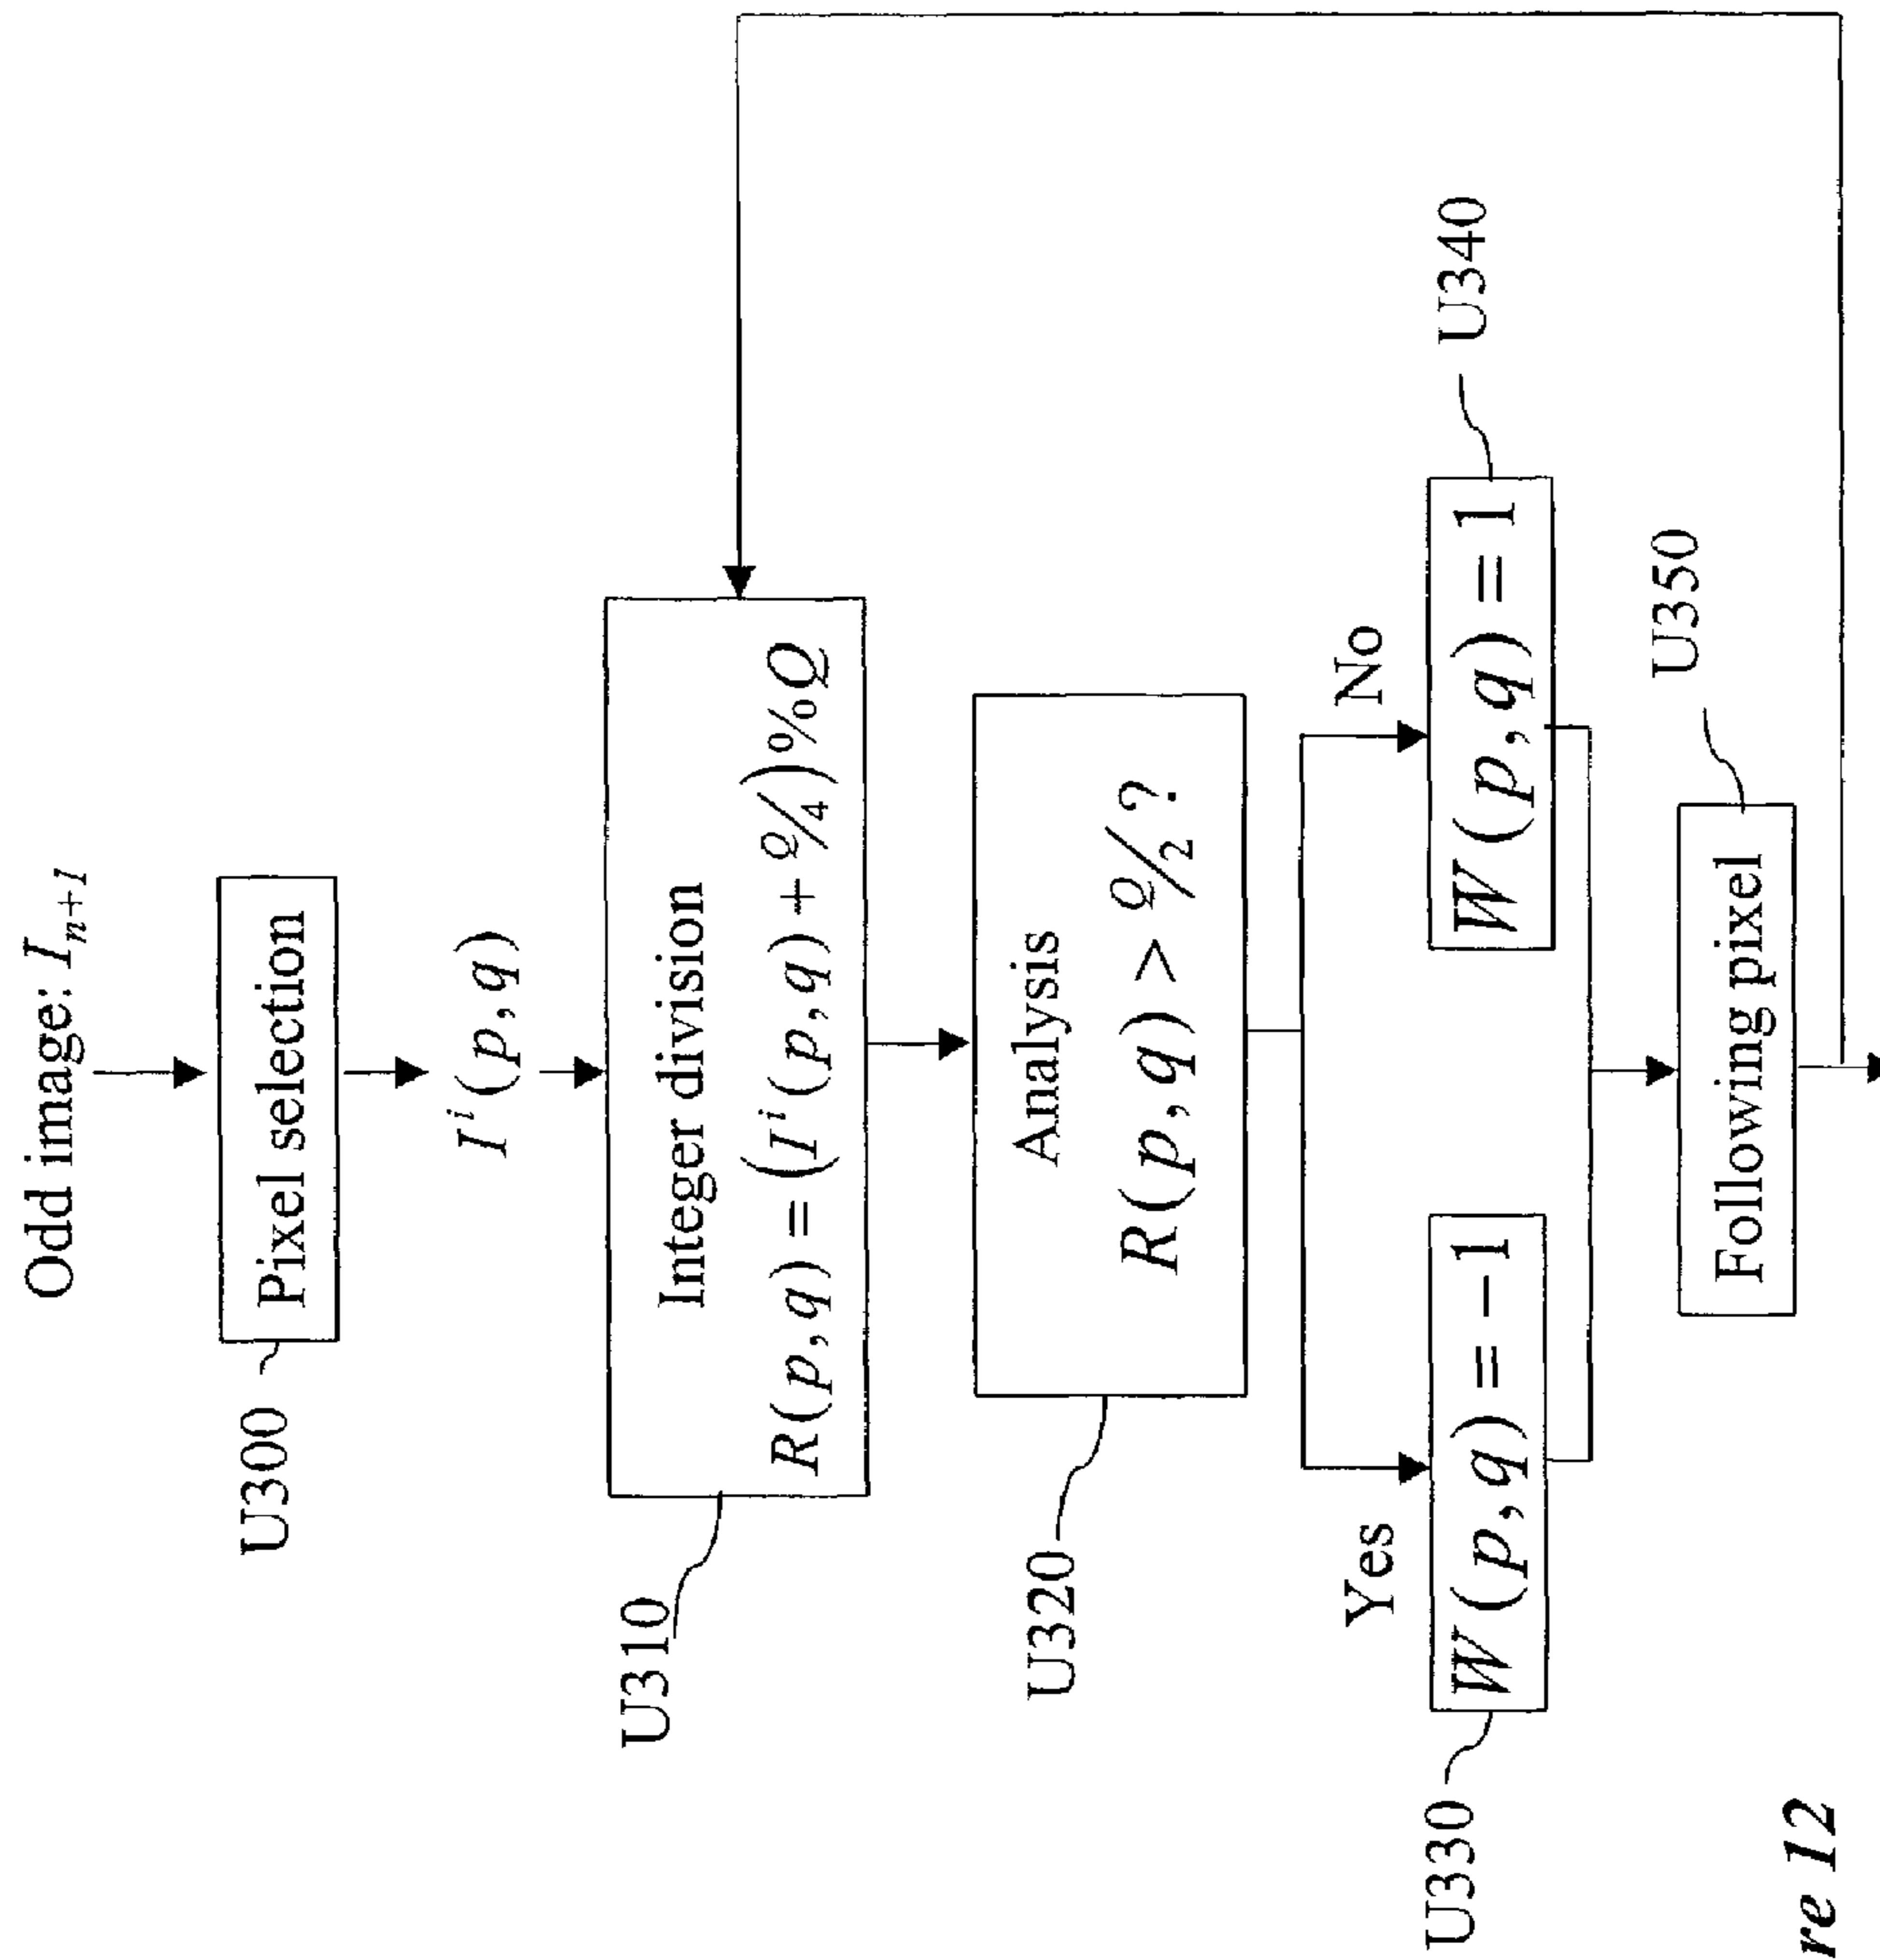 Odd image: I_{n+1}
U300
Pixel selection
I^i(p,q)
U310
Integer division
R(p,q) = (I^i(p,q) + Q/4)%Q
U320
Analysis
R(p,q) > Q/2 ?
Yes
No
U330
W(p,q) = -1
W(p,q) = 1
U340
U350
Following pixel
re 12